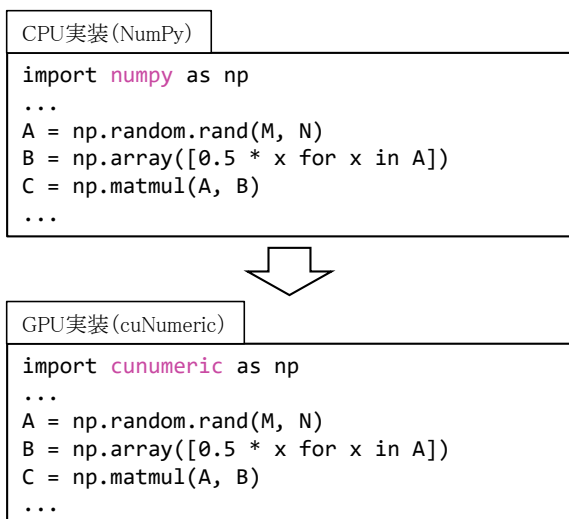 CPU実装(NumPy)
import numpy as np
...
A = np.random.rand(M, N)
B = np.array([0.5 * x for x in A])
C = np.matmul(A, B)
...
GPU実装(cuNumeric)
import cunumeric as np
...
A = np.random.rand(M, N)
B = np.array([0.5 * x for x in A])
C = np.matmul(A, B)
...